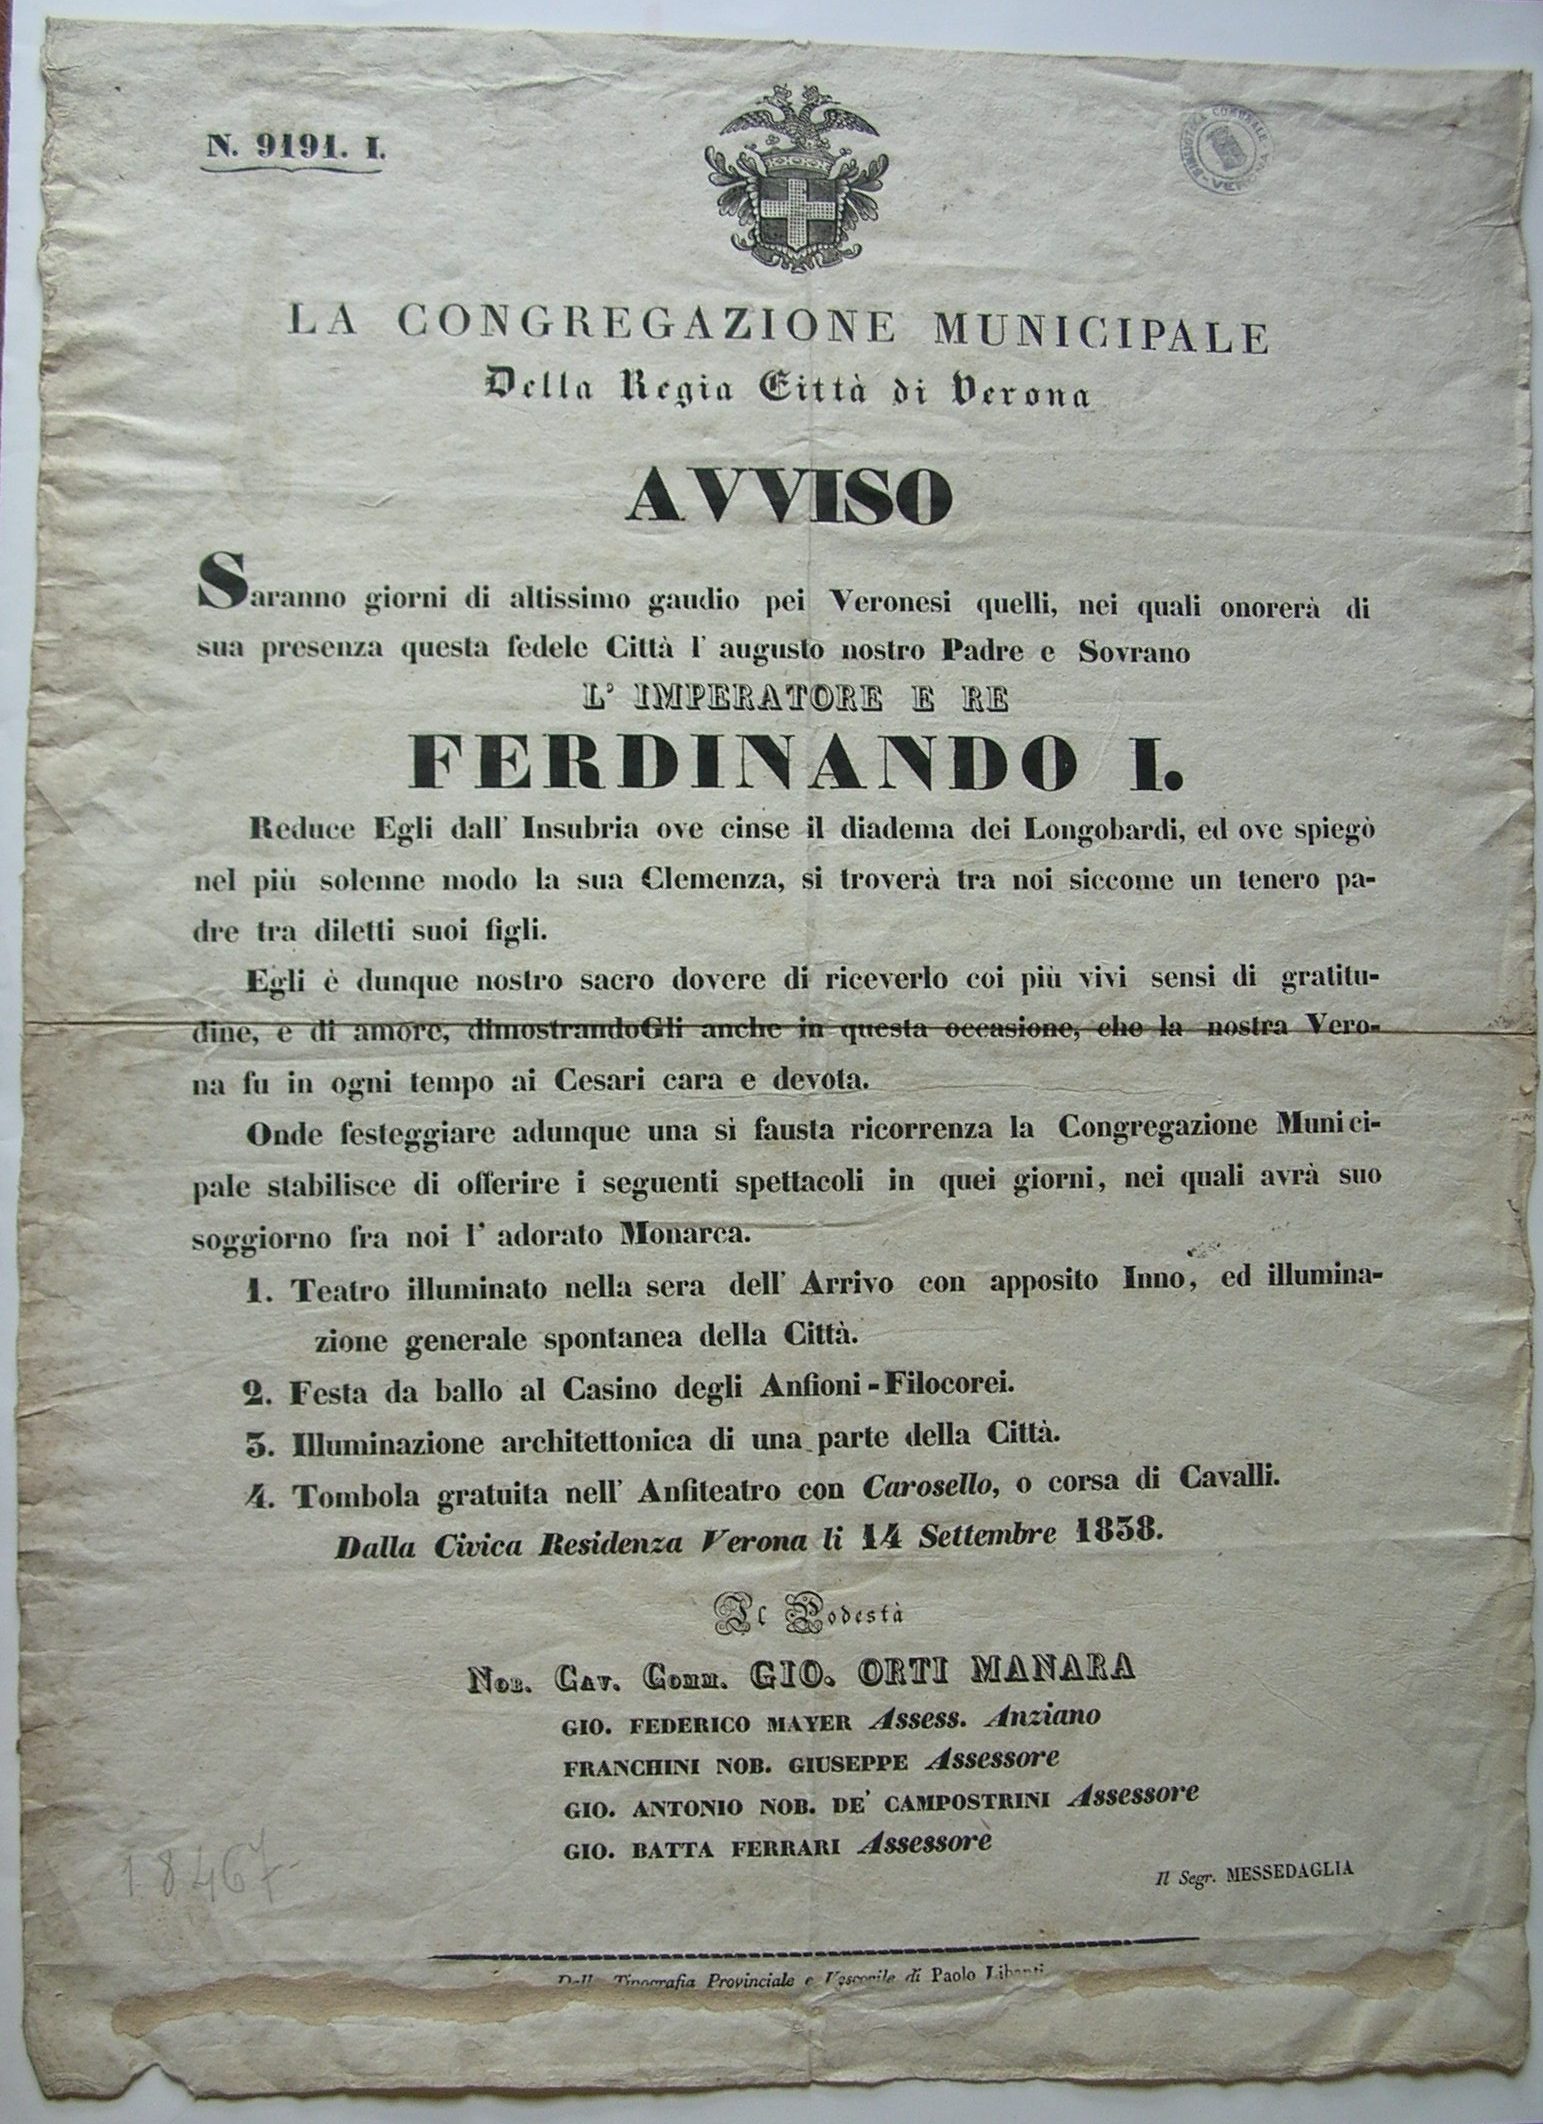 N. 9191. I.
BIBLIOTECA COMUNALE
VERONA
LA CONGREGAZIONE MUNICIPALE
Della Regia Città di Verona
AVVISO
Saranno giorni di altissimo gaudio pei Veronesi quelli, nei quali onorerà di
sua presenza questa fedele Città l' augusto nostro Padre e Sovrano
L' IMPERATORE E RE
FERDINANDO I.
Reduce Egli dall' Insubria ove cinse il diadema dei Longobardi, ed ove spiegò
nel più solenne modo la sua Clemenza, si troverà tra noi siccome un tenero pa-
dre tra diletti suoi figli.
Egli è dunque nostro sacro dovere di riceverlo coi più vivi sensi di gratitu-
dine, e di amore, dimostrandoGli anche in questa occasione, che la nostra Vero-
na fu in ogni tempo ai Cesari cara e devota.
Onde festeggiare adunque una sì fausta ricorrenza la Congregazione Munici-
pale stabilisce di offerire i seguenti spettacoli in quei giorni, nei quali avrà suo
soggiorno fra noi l' adorato Monarca.
1. Teatro illuminato nella sera dell' Arrivo con apposito Inno, ed illumina-
zione generale spontanea della Città.
2. Festa da ballo al Casino degli Anfioni-Filocorei.
3. Illuminazione architettonica di una parte della Città.
4. Tombola gratuita nell' Anfiteatro con Carosello, o corsa di Cavalli.
Dalla Civica Residenza Verona li 14 Settembre 1838.
Il Podestà
Nob. Cav. Comm. GIO. ORTI MANARA
GIO. FEDERICO MAYER Assess. Anziano
FRANCHINI NOB. GIUSEPPE Assessore
GIO. ANTONIO NOB. DE' CAMPOSTRINI Assessore
GIO. BATTA FERRARI Assessore
Il Segr. MESSEDAGLIA
18467
Dalla Tipografia Provinciale e Vescovile di Paolo Libanti